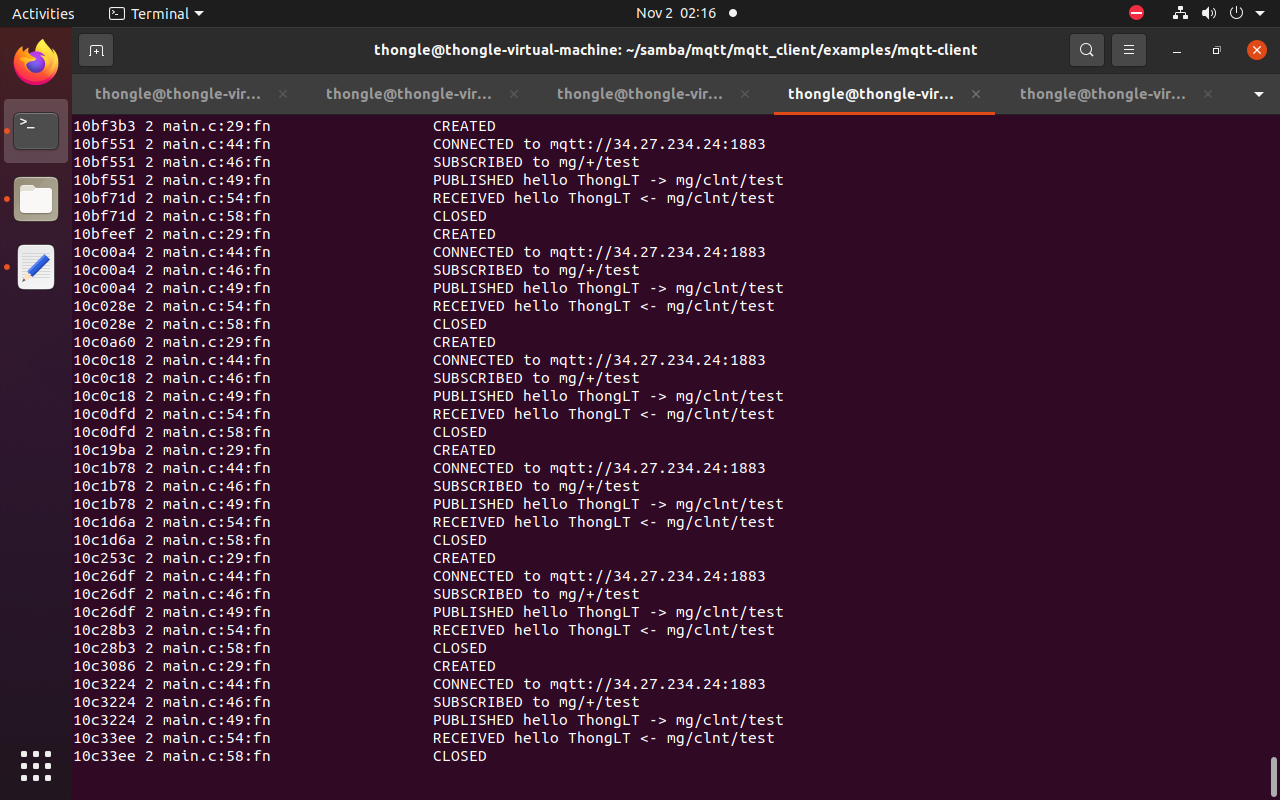 Activities Terminal Nov 2 02:16
thongle@thongle-virtual-machine: ~/samba/mqtt/mqtt_client/examples/mqtt-client
thongle@thongle-vir... thongle@thongle-vir... thongle@thongle-vir... thongle@thongle-vir... thongle@thongle-vir...
10bf3b3 2 main.c:29:fn CREATED
10bf551 2 main.c:44:fn CONNECTED to mqtt://34.27.234.24:1883
10bf551 2 main.c:46:fn SUBSCRIBED to mg/+/test
10bf551 2 main.c:49:fn PUBLISHED hello ThongLT -> mg/clnt/test
10bf71d 2 main.c:54:fn RECEIVED hello ThongLT <- mg/clnt/test
10bf71d 2 main.c:58:fn CLOSED
10bfeef 2 main.c:29:fn CREATED
10c00a4 2 main.c:44:fn CONNECTED to mqtt://34.27.234.24:1883
10c00a4 2 main.c:46:fn SUBSCRIBED to mg/+/test
10c00a4 2 main.c:49:fn PUBLISHED hello ThongLT -> mg/clnt/test
10c028e 2 main.c:54:fn RECEIVED hello ThongLT <- mg/clnt/test
10c028e 2 main.c:58:fn CLOSED
10c0a60 2 main.c:29:fn CREATED
10c0c18 2 main.c:44:fn CONNECTED to mqtt://34.27.234.24:1883
10c0c18 2 main.c:46:fn SUBSCRIBED to mg/+/test
10c0c18 2 main.c:49:fn PUBLISHED hello ThongLT -> mg/clnt/test
10c0dfd 2 main.c:54:fn RECEIVED hello ThongLT <- mg/clnt/test
10c0dfd 2 main.c:58:fn CLOSED
10c19ba 2 main.c:29:fn CREATED
10c1b78 2 main.c:44:fn CONNECTED to mqtt://34.27.234.24:1883
10c1b78 2 main.c:46:fn SUBSCRIBED to mg/+/test
10c1b78 2 main.c:49:fn PUBLISHED hello ThongLT -> mg/clnt/test
10c1d6a 2 main.c:54:fn RECEIVED hello ThongLT <- mg/clnt/test
10c1d6a 2 main.c:58:fn CLOSED
10c253c 2 main.c:29:fn CREATED
10c26df 2 main.c:44:fn CONNECTED to mqtt://34.27.234.24:1883
10c26df 2 main.c:46:fn SUBSCRIBED to mg/+/test
10c26df 2 main.c:49:fn PUBLISHED hello ThongLT -> mg/clnt/test
10c28b3 2 main.c:54:fn RECEIVED hello ThongLT <- mg/clnt/test
10c28b3 2 main.c:58:fn CLOSED
10c3086 2 main.c:29:fn CREATED
10c3224 2 main.c:44:fn CONNECTED to mqtt://34.27.234.24:1883
10c3224 2 main.c:46:fn SUBSCRIBED to mg/+/test
10c3224 2 main.c:49:fn PUBLISHED hello ThongLT -> mg/clnt/test
10c33ee 2 main.c:54:fn RECEIVED hello ThongLT <- mg/clnt/test
10c33ee 2 main.c:58:fn CLOSED